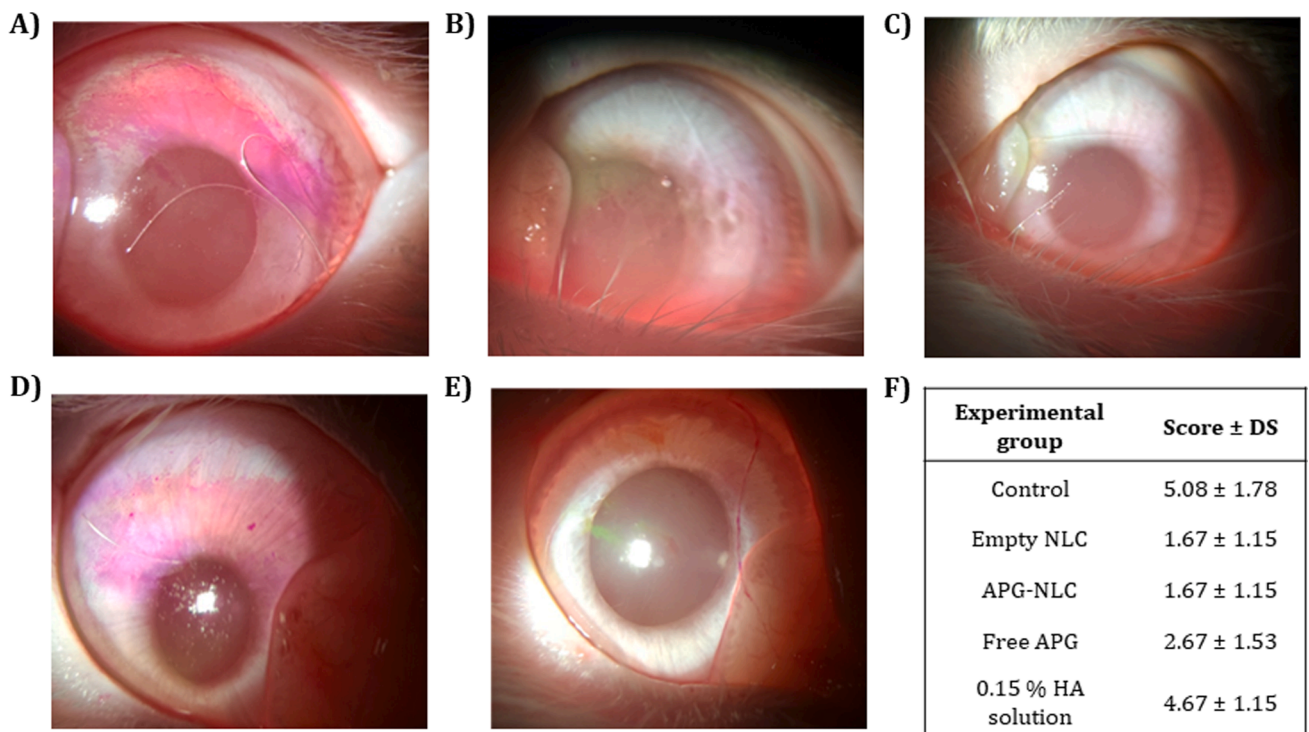 A)
B)
C)
D)
E)
F)
Experimental
group
Score ± DS
Control
5.08 ± 1.78
Empty NLC
1.67 ± 1.15
APG-NLC
1.67 ± 1.15
Free APG
2.67 ± 1.53
0.15 % HA
solution
4.67 ± 1.15